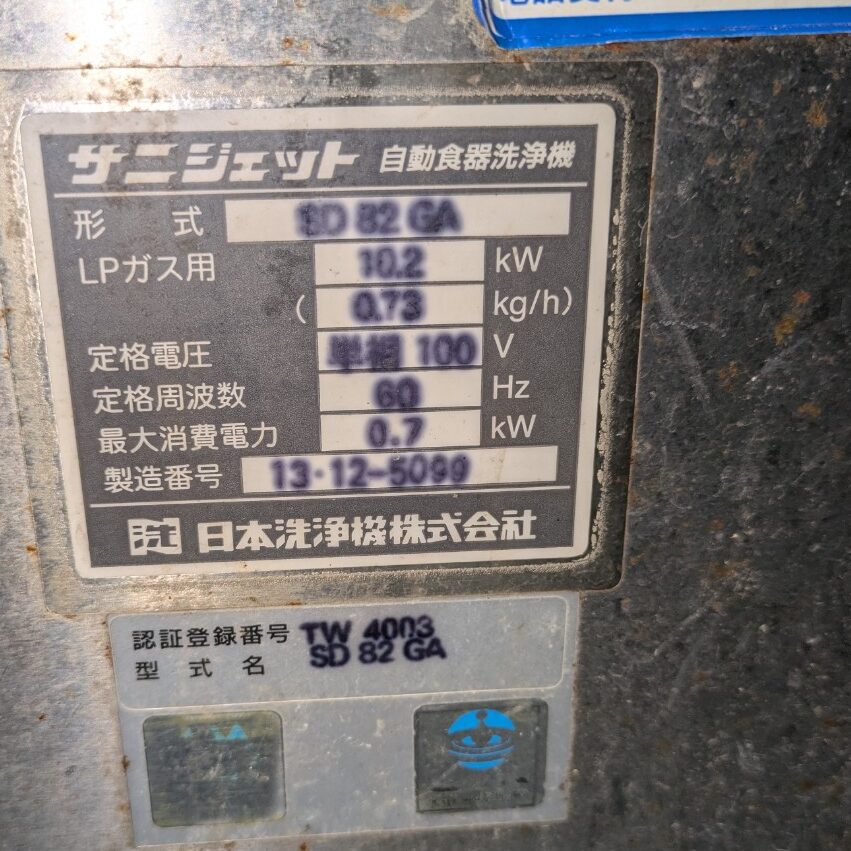 サニジェット 自動食器洗浄機
形 式 SD 82 GA
LPガス用 10.2 kW
( 0.73 kg/h)
定格電圧 単相 100 V
定格周波数 60 Hz
最大消費電力 0.7 kW
製造番号 13・12-5099
日本洗浄機株式会社
認証登録番号 TW 4003
型 式 名 SD 82 GA